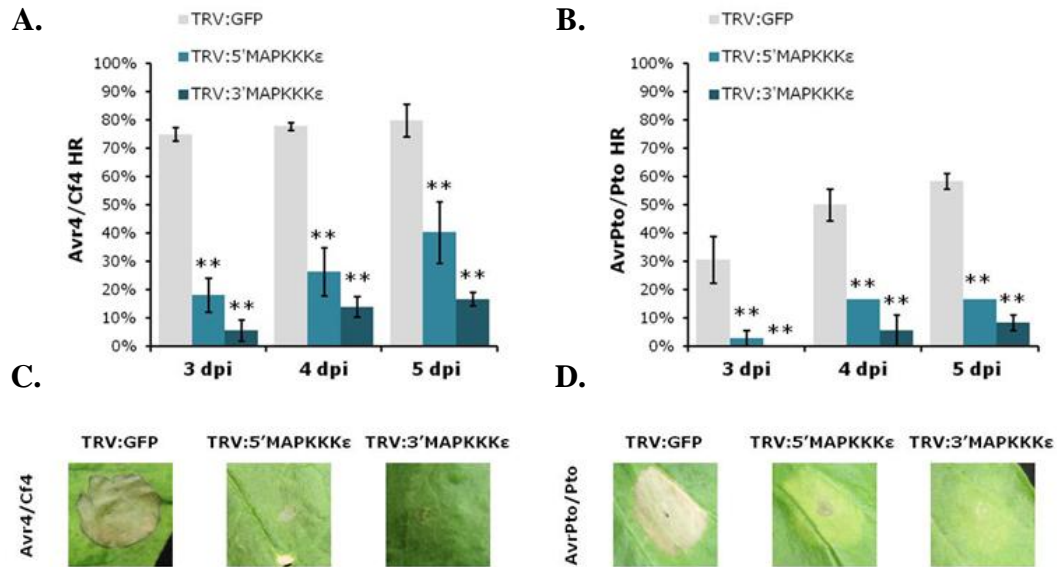 A.
TRV:GFP
TRV:5'MAPKKKε
TRV:3'MAPKKKε
Avr4/Cf4 HR
100%
90%
80%
70%
60%
50%
40%
30%
20%
10%
0%
** ** ** ** ** **
3 dpi 4 dpi 5 dpi
B.
TRV:GFP
TRV:5'MAPKKKε
TRV:3'MAPKKKε
AvrPto/Pto HR
100%
90%
80%
70%
60%
50%
40%
30%
20%
10%
0%
** ** ** ** ** **
3 dpi 4 dpi 5 dpi
C.
TRV:GFP TRV:5'MAPKKKε TRV:3'MAPKKKε
Avr4/Cf4
D.
TRV:GFP TRV:5'MAPKKKε TRV:3'MAPKKKε
AvrPto/Pto